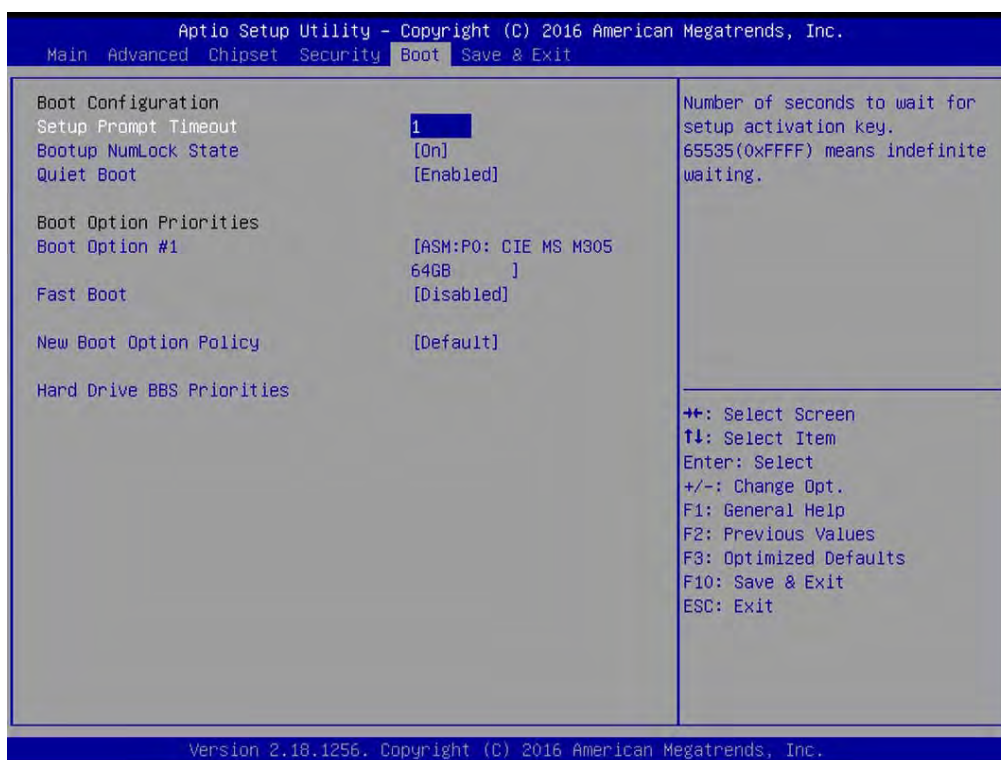 Aptio Setup Utility – Copyright (C) 2016 American Megatrends, Inc.
Main Advanced Chipset Security Boot Save & Exit
Boot Configuration
Setup Prompt Timeout 1
Bootup NumLock State [On]
Quiet Boot [Enabled]
Boot Option Priorities
Boot Option #1 [ASM:P0: CIE MS M305
64GB ]
Fast Boot [Disabled]
New Boot Option Policy [Default]
Hard Drive BBS Priorities
Number of seconds to wait for
setup activation key.
65535(0xFFFF) means indefinite
waiting.
→←: Select Screen
↑↓: Select Item
Enter: Select
+/-: Change Opt.
F1: General Help
F2: Previous Values
F3: Optimized Defaults
F10: Save & Exit
ESC: Exit
Version 2.18.1256. Copyright (C) 2016 American Megatrends, Inc.